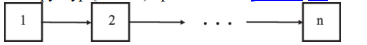 1 2 . . . n